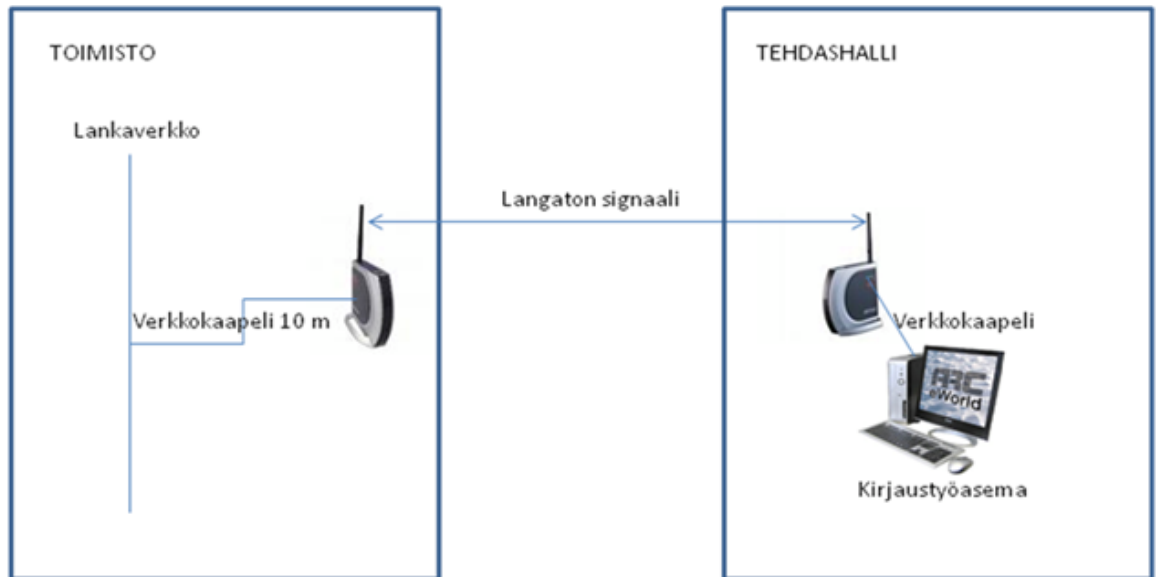 TOIMISTO
TEHDASHALLI
Lankaverkko
Langaton signaali
Verkkokaapeli 10 m
Verkkokaapeli
ARC
eWorld
Kirjaustyöasema